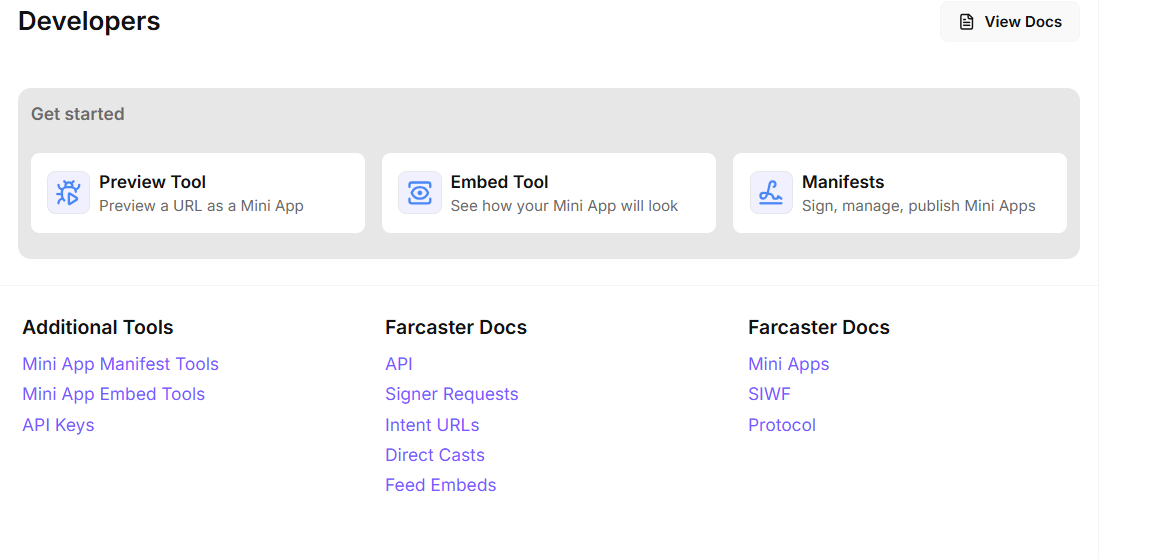 Developers
View Docs
Get started
Preview Tool
Preview a URL as a Mini App
Embed Tool
See how your Mini App will look
Manifests
Sign, manage, publish Mini Apps
Additional Tools
Mini App Manifest Tools
Mini App Embed Tools
API Keys
Farcaster Docs
API
Signer Requests
Intent URLs
Direct Casts
Feed Embeds
Farcaster Docs
Mini Apps
SIWF
Protocol